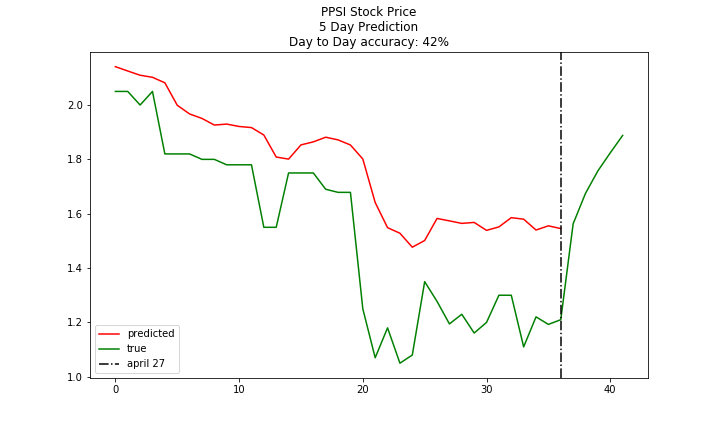 PPSI Stock Price
5 Day Prediction
Day to Day accuracy: 42%
2.0
1.8
1.6
1.4
1.2
1.0
predicted
true
april 27
0 10 20 30 40